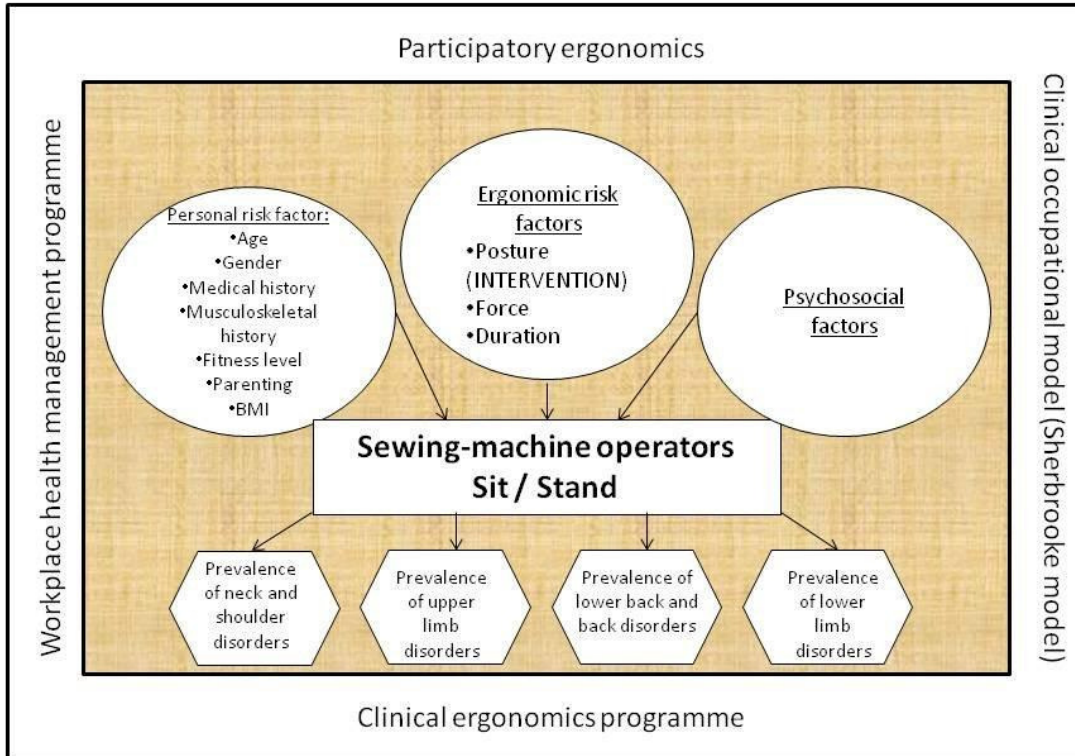 Participatory ergonomics
Workplace health management programme
Clinical occupational model (Sherbrooke model)
Personal risk factor:
•Age
•Gender
•Medical history
•Musculoskeletal
history
•Fitness level
•Parenting
•BMI
Ergonomic risk
factors
•Posture
(INTERVENTION)
•Force
•Duration
Psychosocial
factors
Sewing-machine operators
Sit / Stand
Prevalence
of neck and
shoulder
disorders
Prevalence
of upper
limb
disorders
Prevalence of
lower back and
back disorders
Prevalence
of lower
limb
disorders
Clinical ergonomics programme